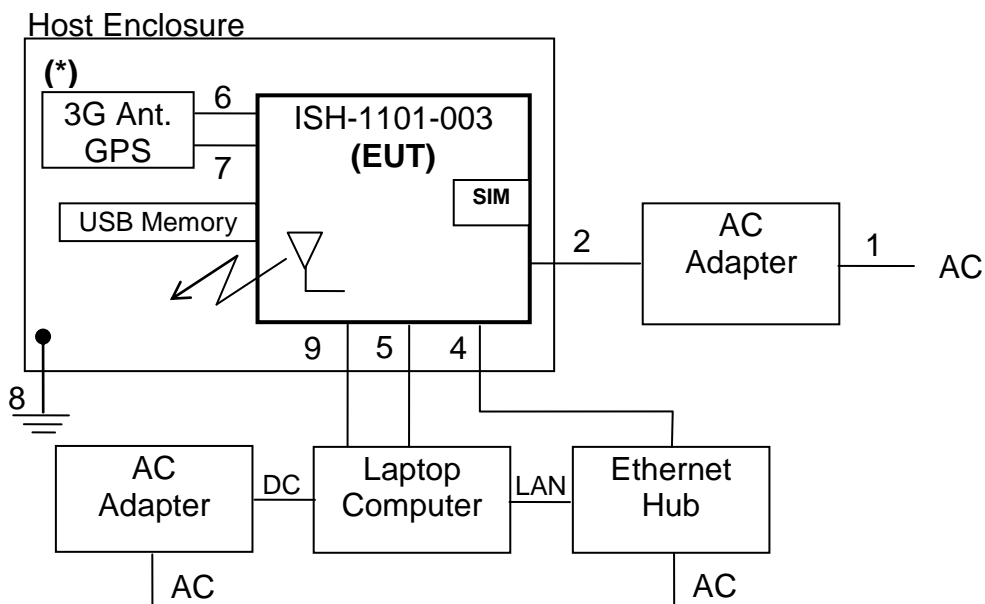 Host Enclosure
(*)
3G Ant.
GPS
6
7
ISH-1101-003
(EUT)
SIM
USB Memory
2
AC
Adapter
1
AC
9
5
4
8
AC
Adapter
DC
Laptop
Computer
LAN
Ethernet
Hub
AC
AC